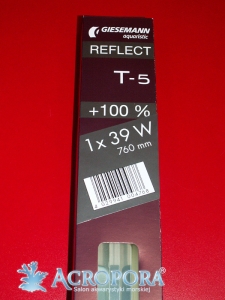 GIESEMANN
aquaristic
REFLECT
T-5
+100 %
1 x 39 W
760 mm
ACROPORA®
Salon akwarystyki morskiej